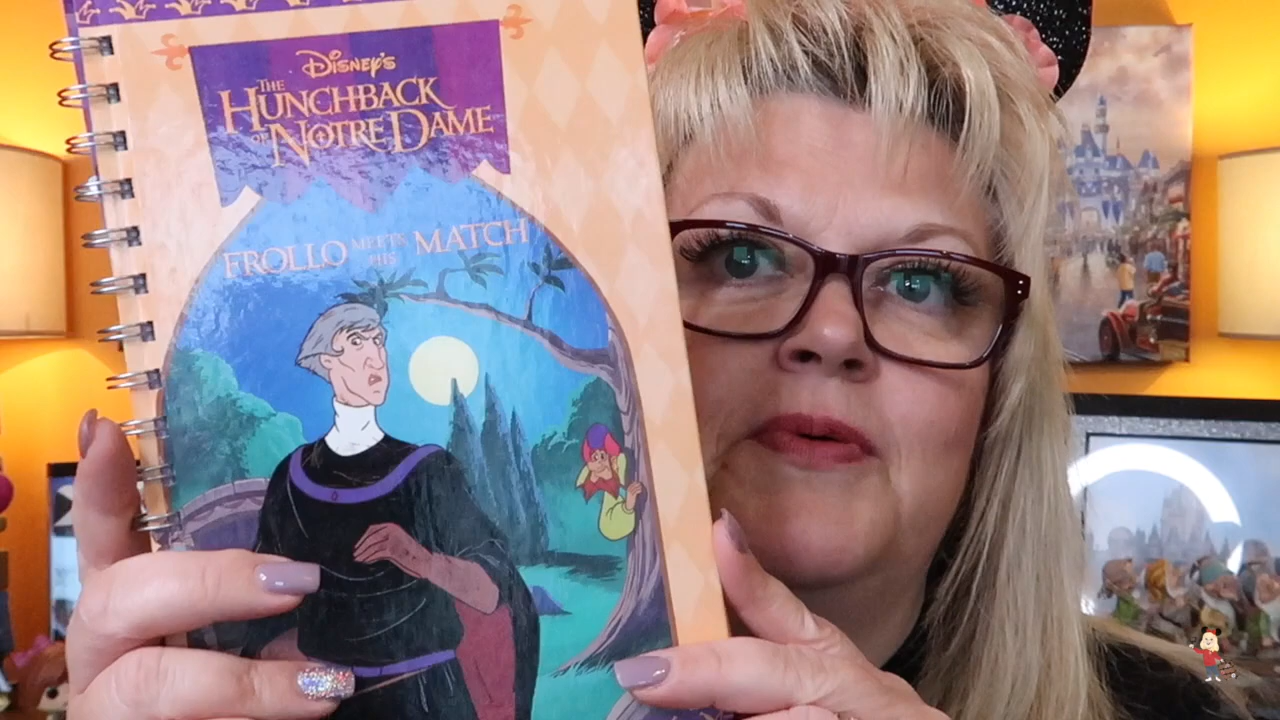 Disney's
THE
HUNCHBACK
OF NOTRE DAME
FROLLO MEETS HIS MATCH